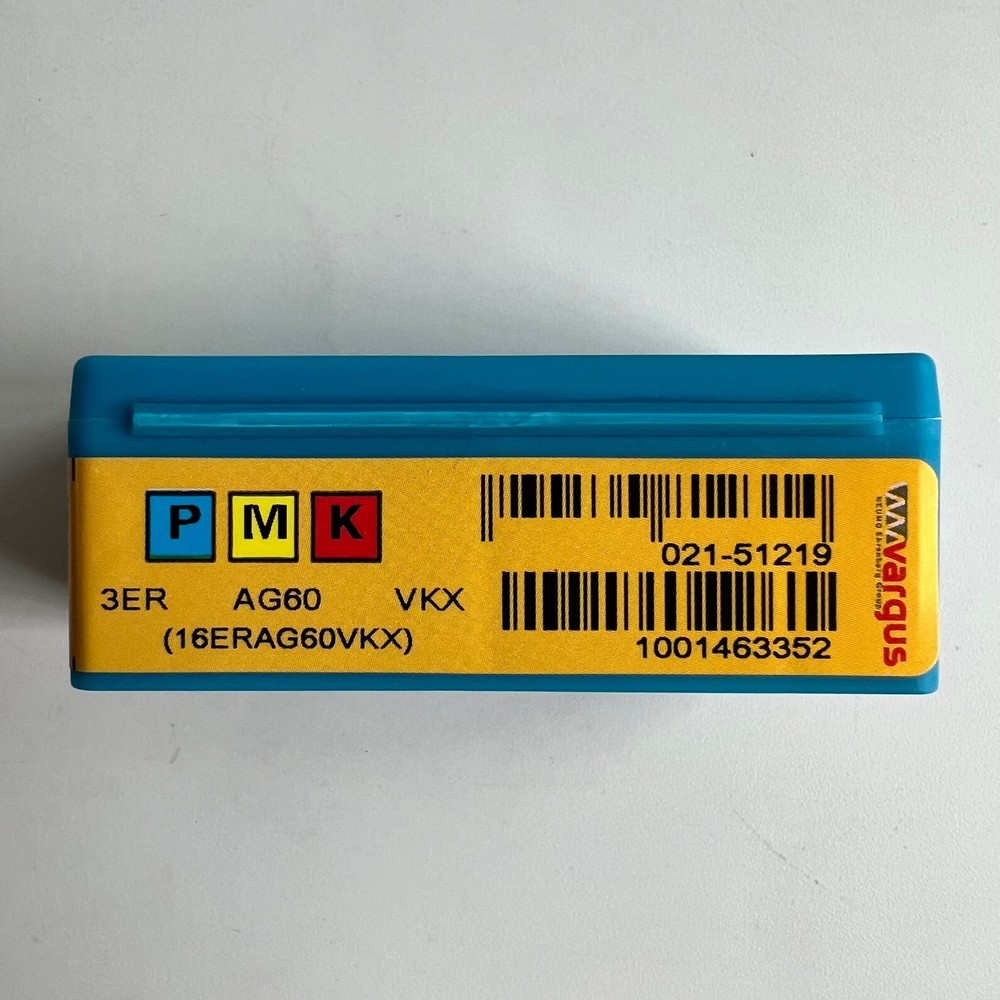 P M K
3ER AG60 VKX
(16ERAG60VKX)
021-51219
1001463352
vargus
NEUMO Ehrenberg Group